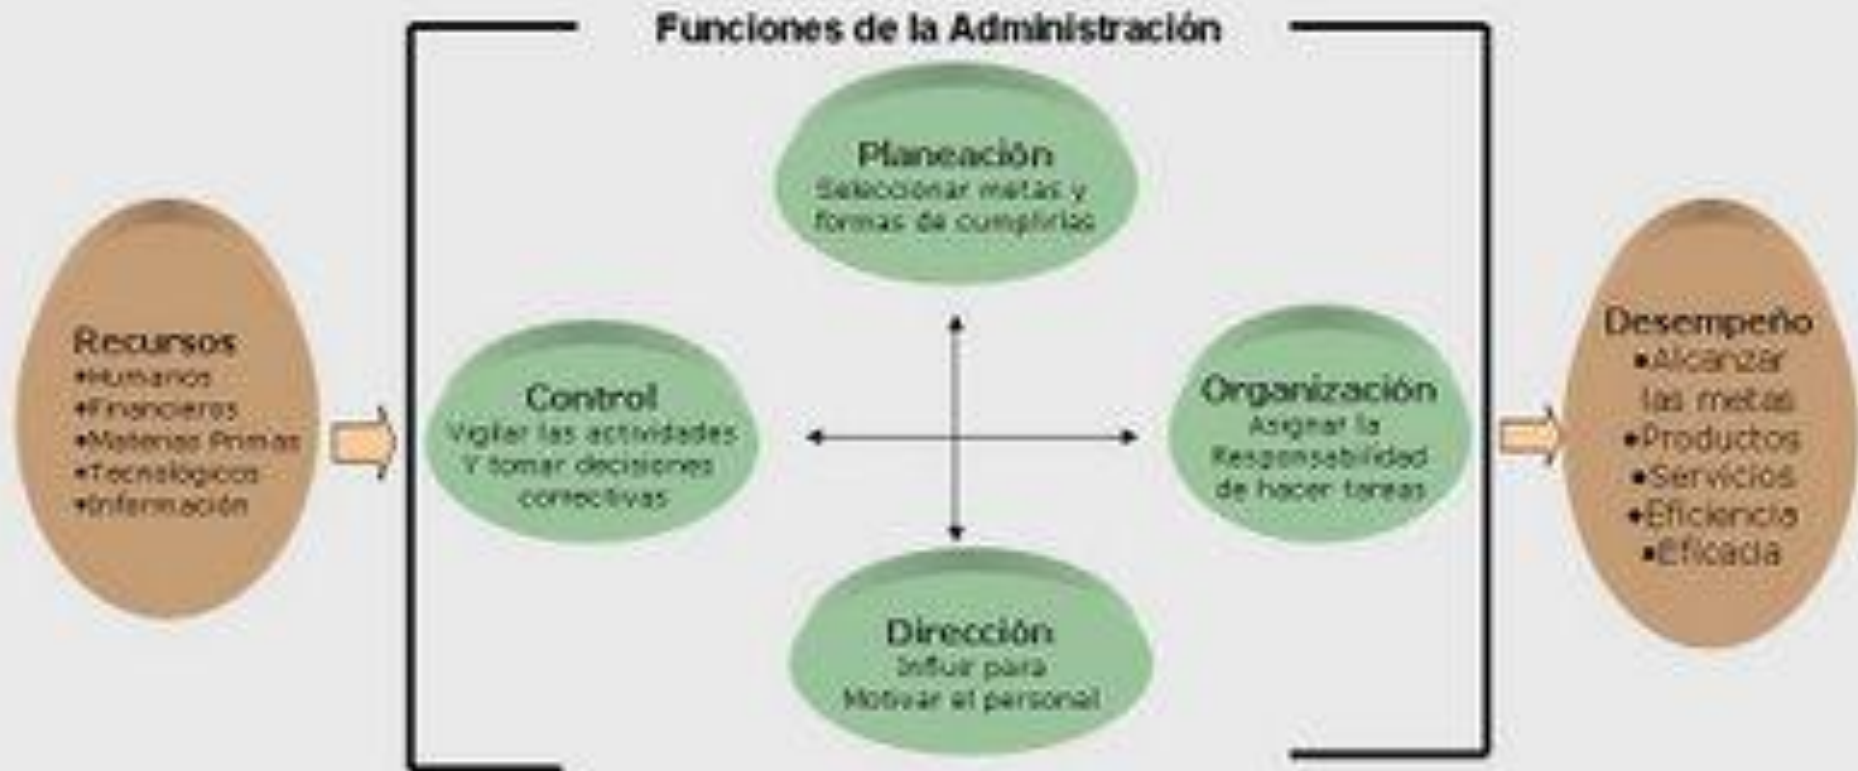 Funciones de la Administración
Planeación
Seleccionar metas y
formas de cumplirlas
Recursos
•Humanos
•Financieros
•Materias Primas
•Tecnológicos
•Información
Control
Vigilar las actividades
Y tomar decisiones
correctivas
Organización
Asignar la
Responsabilidad
de hacer tareas
Dirección
Influir para
Motivar el personal
Desempeño
•Alcanzar
las metas
•Productos
•Servicios
•Eficiencia
•Eficacia